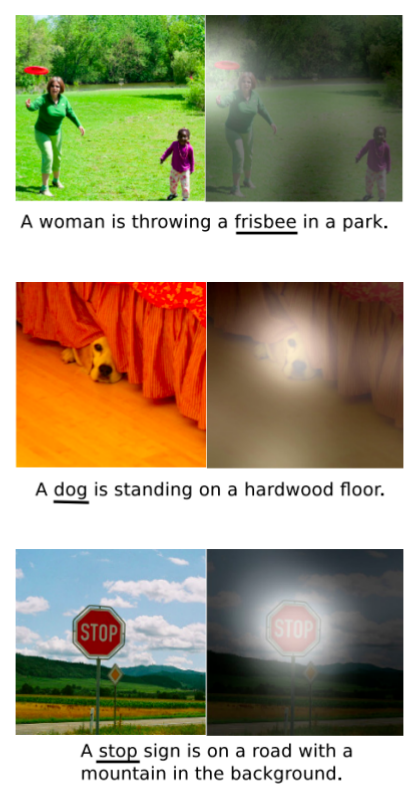 A woman is throwing a frisbee in a park.
A dog is standing on a hardwood floor.
STOP
STOP
A stop sign is on a road with a
mountain in the background.